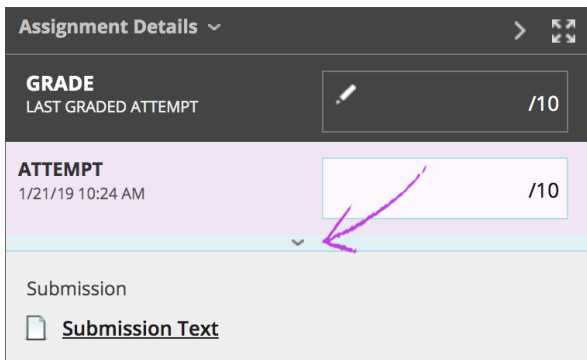 Assignment Details
GRADE
LAST GRADED ATTEMPT
/10
ATTEMPT
1/21/19 10:24 AM
/10
Submission
Submission Text